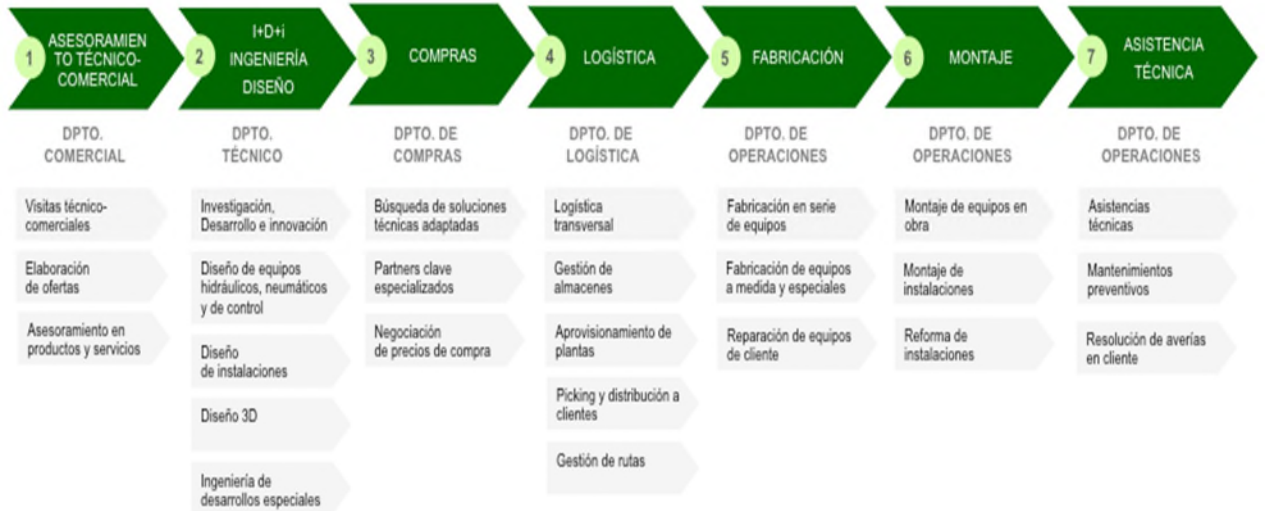 1
ASESORAMIEN
TO TÉCNICO-
COMERCIAL
2
I+D+i
INGENIERÍA
DISEÑO
3
COMPRAS
4
LOGÍSTICA
5
FABRICACIÓN
6
MONTAJE
7
ASISTENCIA
TÉCNICA
DPTO.
COMERCIAL
DPTO.
TÉCNICO
DPTO. DE
COMPRAS
DPTO. DE
LOGÍSTICA
DPTO. DE
OPERACIONES
DPTO. DE
OPERACIONES
DPTO. DE
OPERACIONES
Visitas técnico-
comerciales
Elaboración
de ofertas
Asesoramiento en
productos y servicios
Investigación,
Desarrollo e innovación
Diseño de equipos
hidráulicos, neumáticos
y de control
Diseño
de instalaciones
Diseño 3D
Ingeniería de
desarrollos especiales
Búsqueda de soluciones
técnicas adaptadas
Partners clave
especializados
Negociación
de precios de compra
Logística
transversal
Gestión de
almacenes
Aprovisionamiento de
plantas
Picking y distribución a
clientes
Gestión de rutas
Fabricación en serie
de equipos
Fabricación de equipos
a medida y especiales
Reparación de equipos
de cliente
Montaje de equipos en
obra
Montaje de
instalaciones
Reforma de
instalaciones
Asistencias
técnicas
Mantenimientos
preventivos
Resolución de averías
en cliente